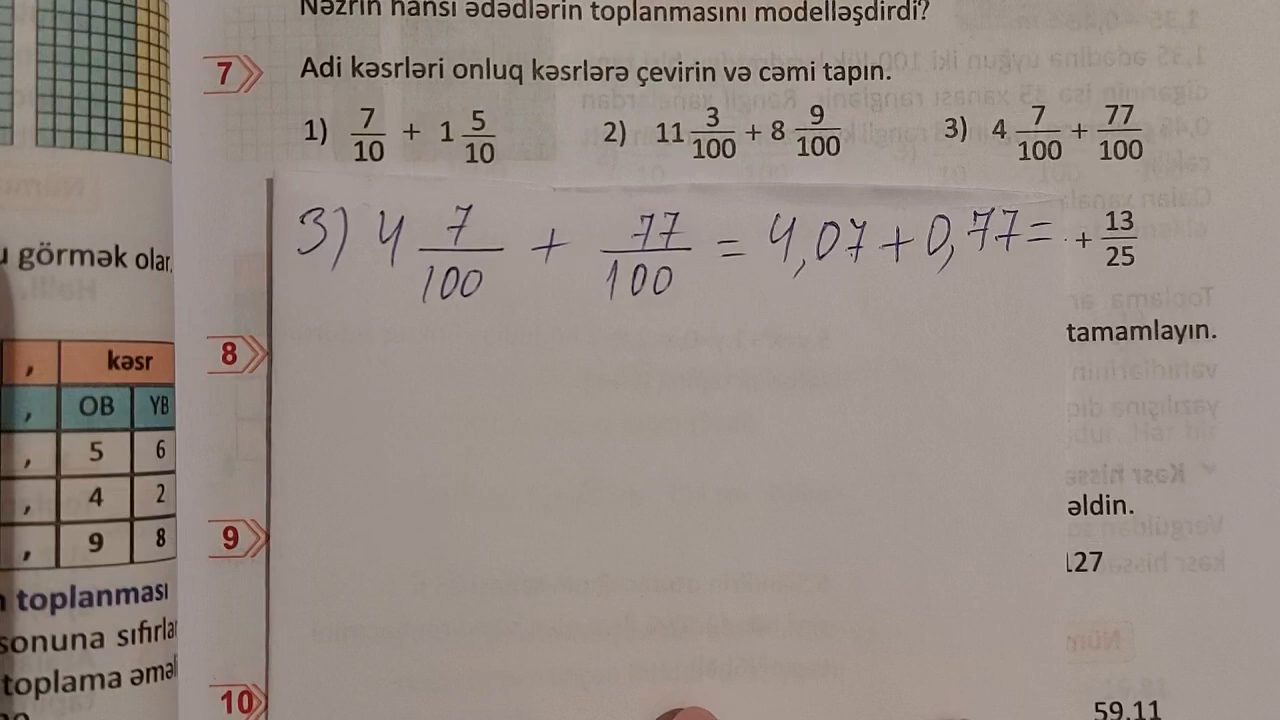 Nəzrin hansı ədədlərin toplanmasını modelləşdirdi?
7 Adi kəsrləri onluq kəsrlərə çevirin və cəmi tapın.
1) 7/10 + 1 5/10 2) 11 3/100 + 8 9/100 3) 4 7/100 + 77/100
3) 4 7/100 + 77/100 = 4,07 + 0,77 = + 13/25
görmək olar.
8 tamamlayın.
, kəsr
, OB YB
, 5 6
, 4 2
, 9 8
əldin.
9
127
toplanması
sonuna sıfırla
toplama əməl
10
59,11